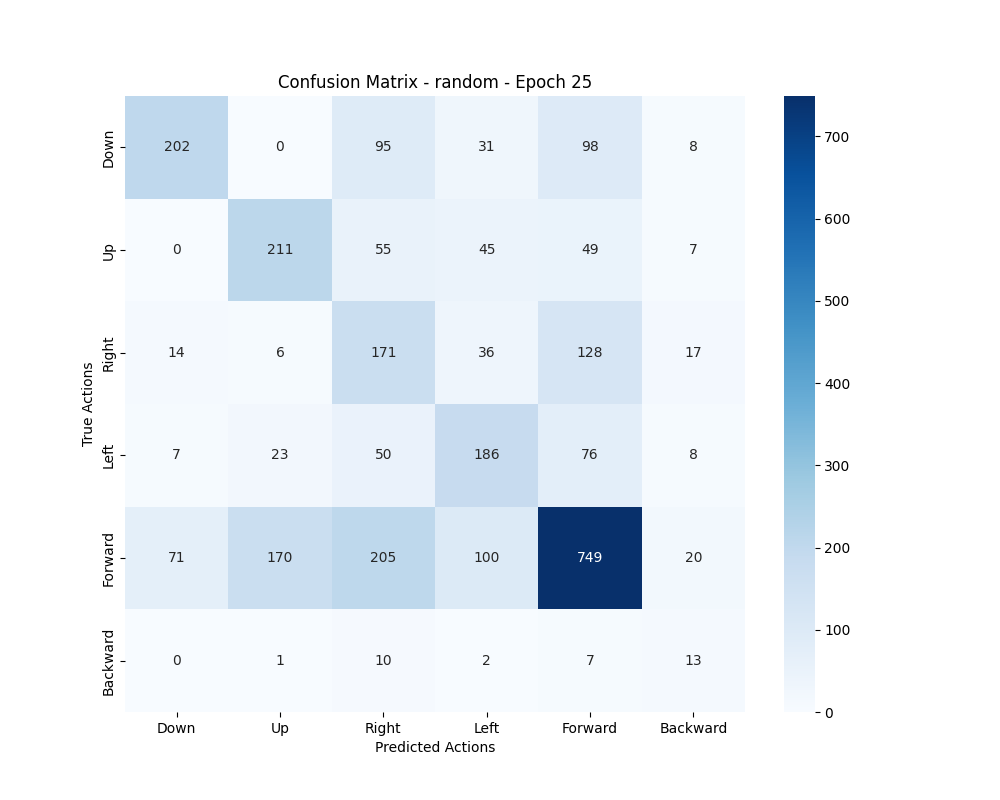 Confusion Matrix - random - Epoch 25
True Actions
Down 202 0 95 31 98 8
Up 0 211 55 45 49 7
Right 14 6 171 36 128 17
Left 7 23 50 186 76 8
Forward 71 170 205 100 749 20
Backward 0 1 10 2 7 13
Down Up Right Left Forward Backward
Predicted Actions
700
600
500
400
300
200
100
0